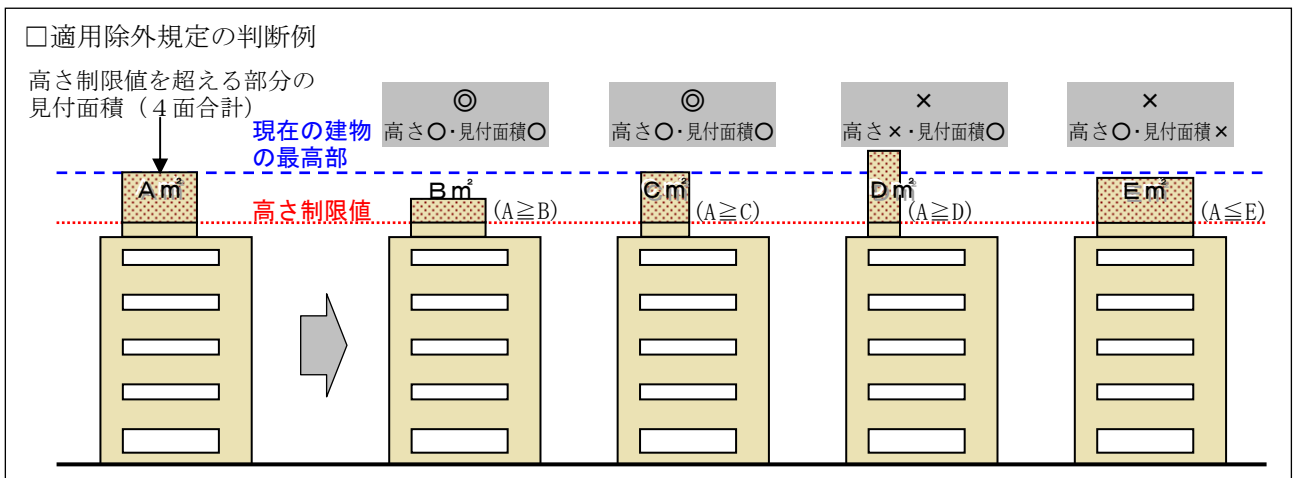 □適用除外規定の判断例
高さ制限値を超える部分の
見付面積（４面合計）
現在の建物
の最高部
高さ制限値
◎
高さ○・見付面積○
◎
高さ○・見付面積○
×
高さ×・見付面積○
×
高さ○・見付面積×
A㎡
B㎡
(A≧B)
C㎡
(A≧C)
D㎡
(A≧D)
E㎡
(A≦E)